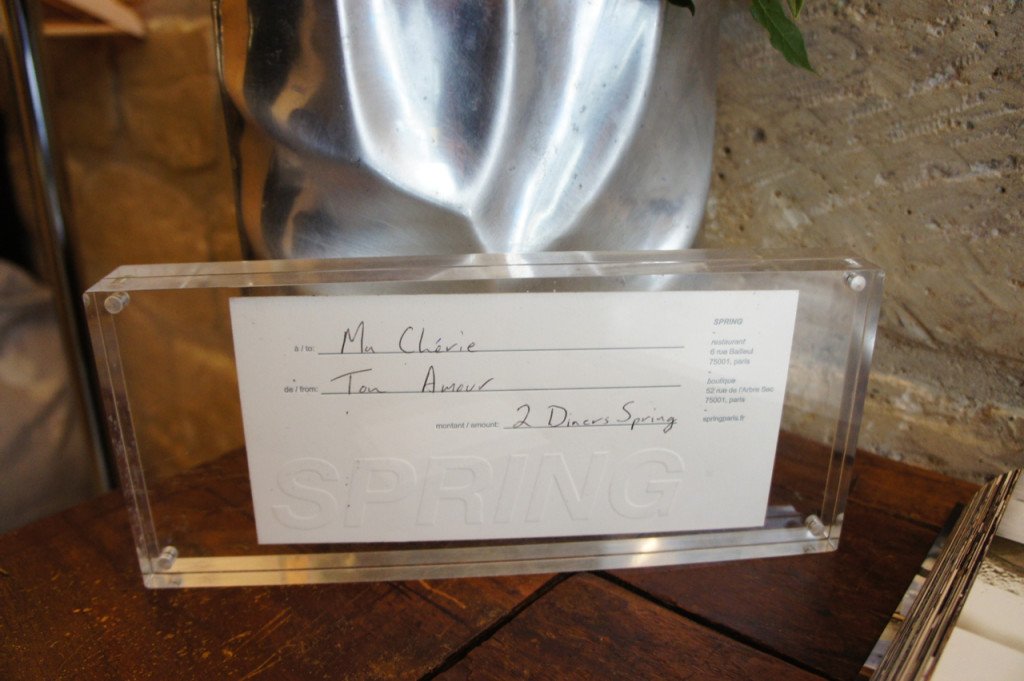 à / to: Ma Chérie
de / from: Ton Amour
montant / amount: 2 Diners Spring
SPRING
SPRING
restaurant
6 rue Bailleul
75001, paris
boutique
52 rue de l'Arbre Sec
75001, paris
springparis.fr